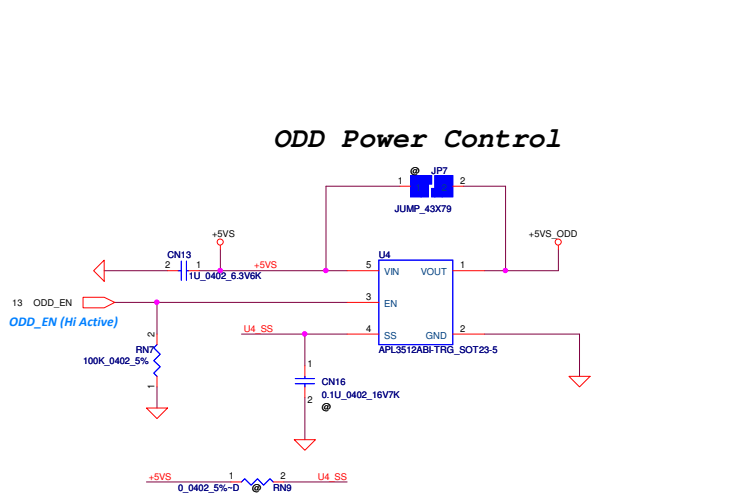 ODD Power Control
@ JP7
1 2
JUMP_43X79
+5VS
+5VS_ODD
CN13
2 1
1U_0402_6.3V6K
+5VS
U4
5 VIN VOUT 1
13 ODD_EN
3 EN
ODD_EN (Hi Active)
U4_SS
4 SS GND 2
APL3512ABI-TRG_SOT23-5
2
RN7
100K_0402_5%
1
1
CN16
0.1U_0402_16V7K
2
@
+5VS 1 2 U4_SS
0_0402_5%~D @ RN9